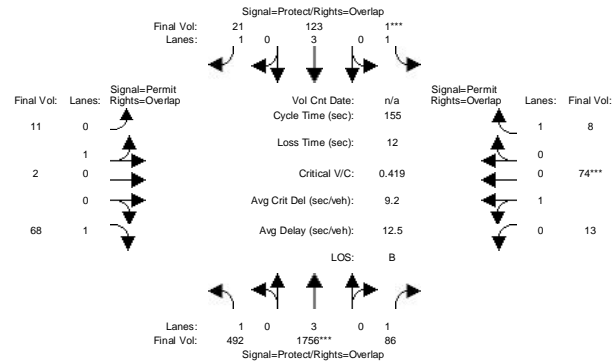 Signal=Protect/Rights=Overlap
Final Vol: 21 123 1***
Lanes: 1 0 3 0 1
Signal=Permit
Final Vol: Lanes: Rights=Overlap
Vol Cnt Date: n/a
Signal=Permit
Rights=Overlap Lanes: Final Vol:
Cycle Time (sec): 155
11 0 1 8
Loss Time (sec): 12
1 0
2 0 Critical V/C: 0.419 0 74***
0 Avg Crit Del (sec/veh): 9.2 1
68 1 Avg Delay (sec/veh): 12.5 0 13
LOS: B
Lanes: 1 0 3 0 1
Final Vol: 492 1756*** 86
Signal=Protect/Rights=Overlap